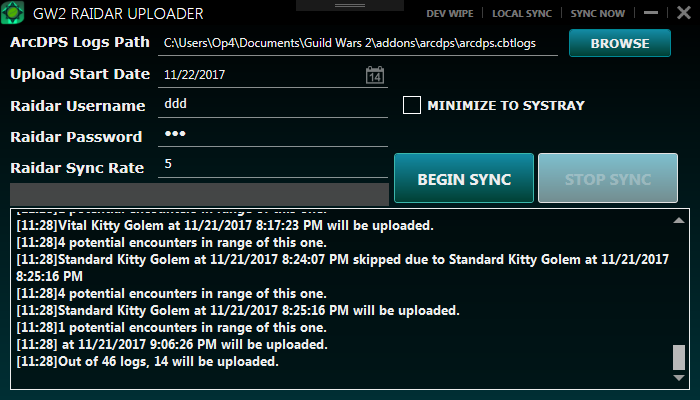 GW2 RAIDAR UPLOADER
DEV WIPE
LOCAL SYNC
SYNC NOW
ArcDPS Logs Path
C:\Users\Op4\Documents\Guild Wars 2\addons\arcdps\arcdps.cbtlogs
BROWSE
Upload Start Date
11/22/2017
14
Raidar Username
ddd
MINIMIZE TO SYSTRAY
Raidar Password
•••
Raidar Sync Rate
5
BEGIN SYNC
STOP SYNC
potential encounters in range of this one.
[11:28]Vital Kitty Golem at 11/21/2017 8:17:23 PM will be uploaded.
[11:28]4 potential encounters in range of this one.
[11:28]Standard Kitty Golem at 11/21/2017 8:24:07 PM skipped due to Standard Kitty Golem at 11/21/2017
8:25:16 PM
[11:28]4 potential encounters in range of this one.
[11:28]Standard Kitty Golem at 11/21/2017 8:25:16 PM will be uploaded.
[11:28]1 potential encounters in range of this one.
[11:28] at 11/21/2017 9:06:26 PM will be uploaded.
[11:28]Out of 46 logs, 14 will be uploaded.